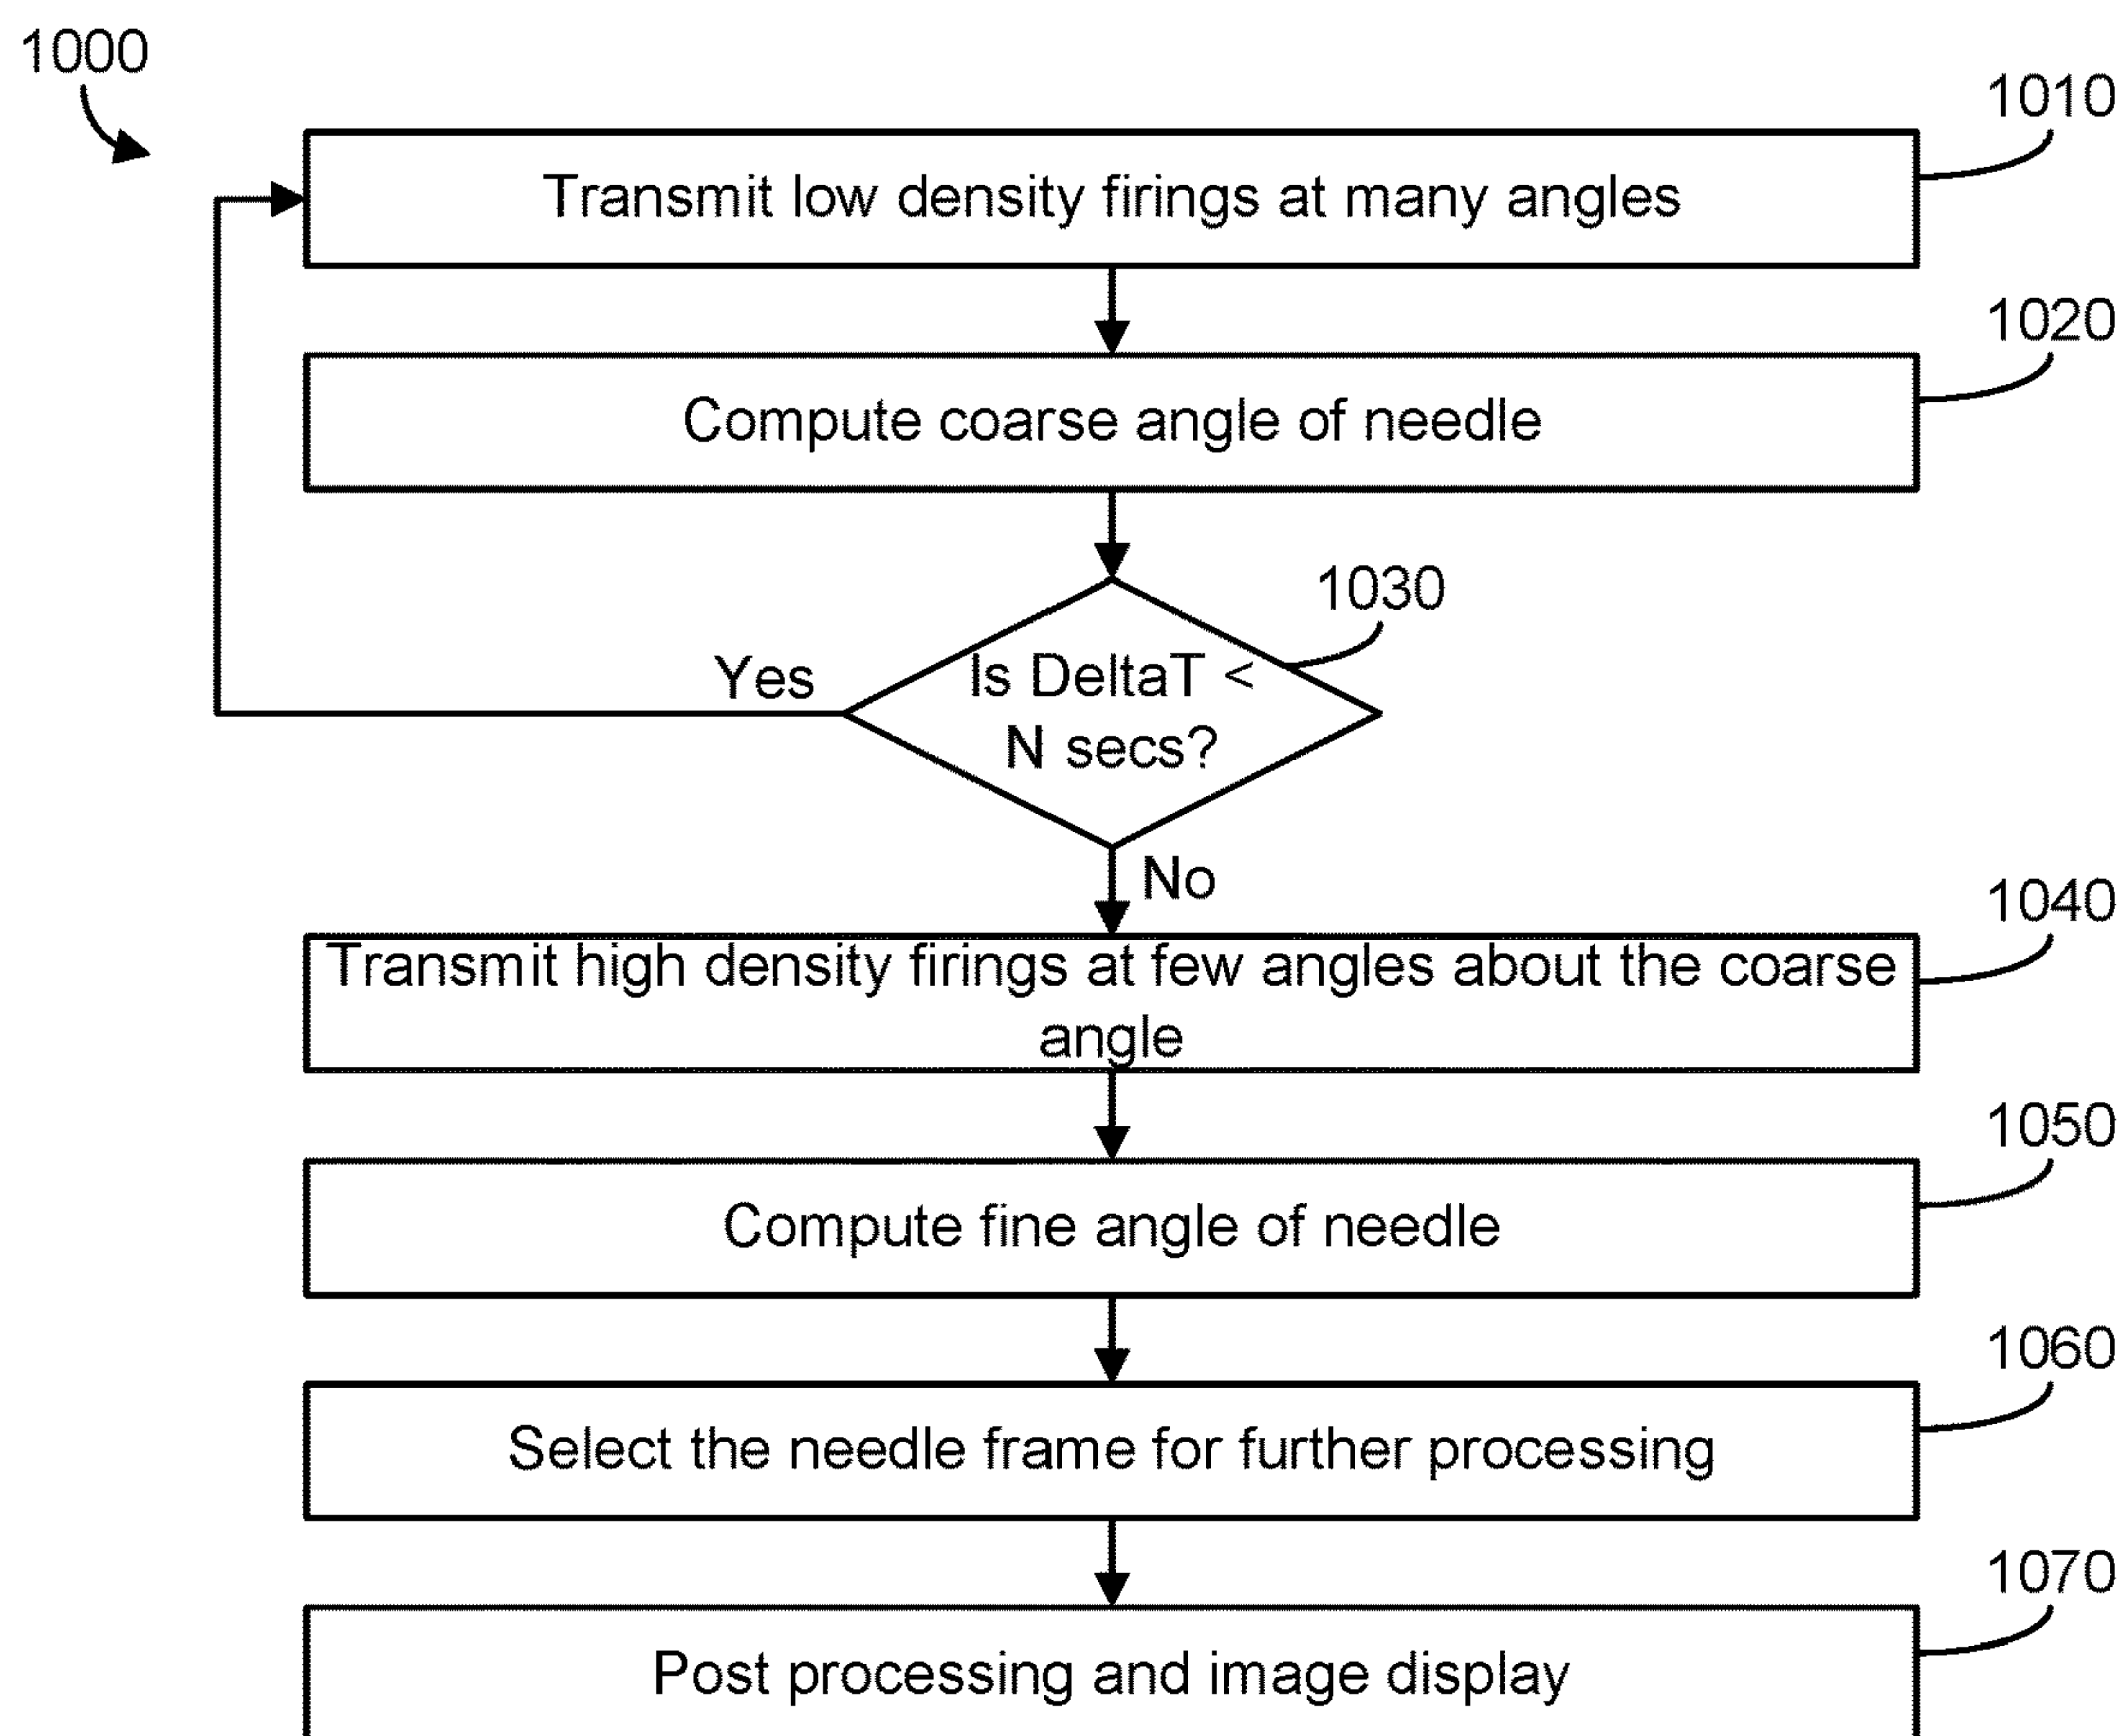 1000
1010
Transmit low density firings at many angles
1020
Compute coarse angle of needle
1030
Is DeltaT <
N secs?
Yes
No
1040
Transmit high density firings at few angles about the coarse
angle
1050
Compute fine angle of needle
1060
Select the needle frame for further processing
1070
Post processing and image display